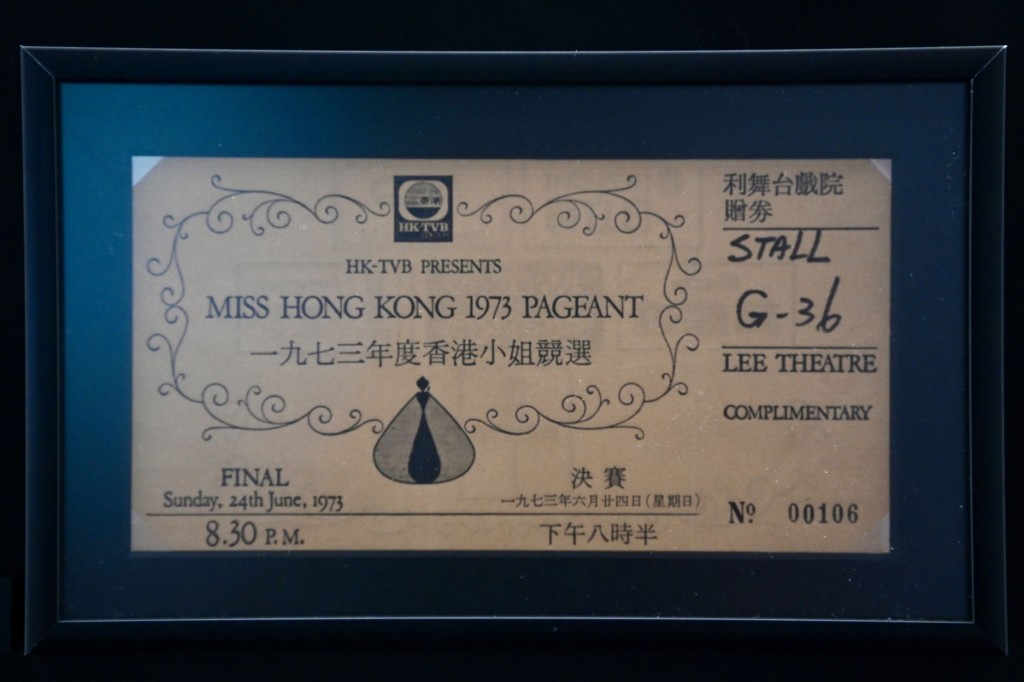 香港
HK-TVB
HK-TVB PRESENTS
MISS HONG KONG 1973 PAGEANT
一九七三年度香港小姐競選
FINAL
Sunday, 24th June, 1973
8.30 P.M.
決賽
一九七三年六月廿四日(星期日)
下午八時半
利舞台戲院
贈券
STALL
G-36
LEE THEATRE
COMPLIMENTARY
Nº 00106